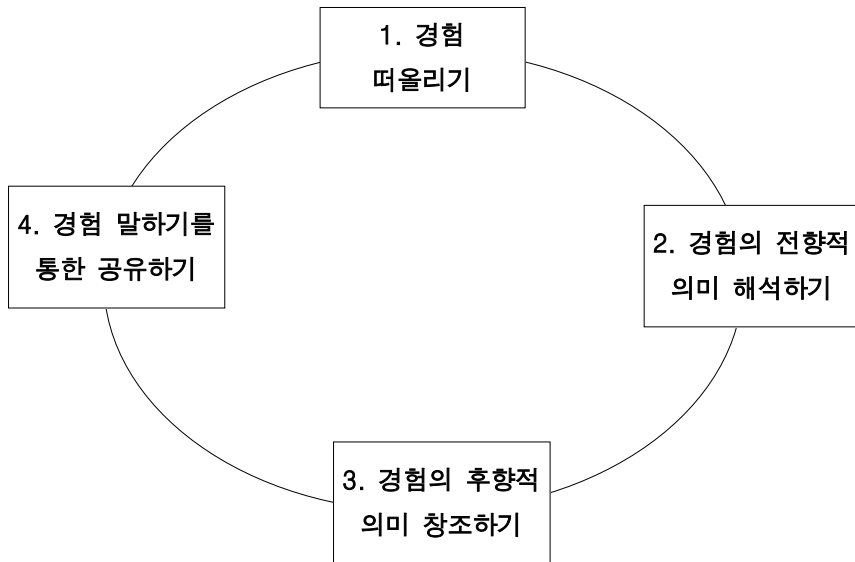 1. 경험
떠올리기
2. 경험의 전향적
의미 해석하기
3. 경험의 후향적
의미 창조하기
4. 경험 말하기를
통한 공유하기